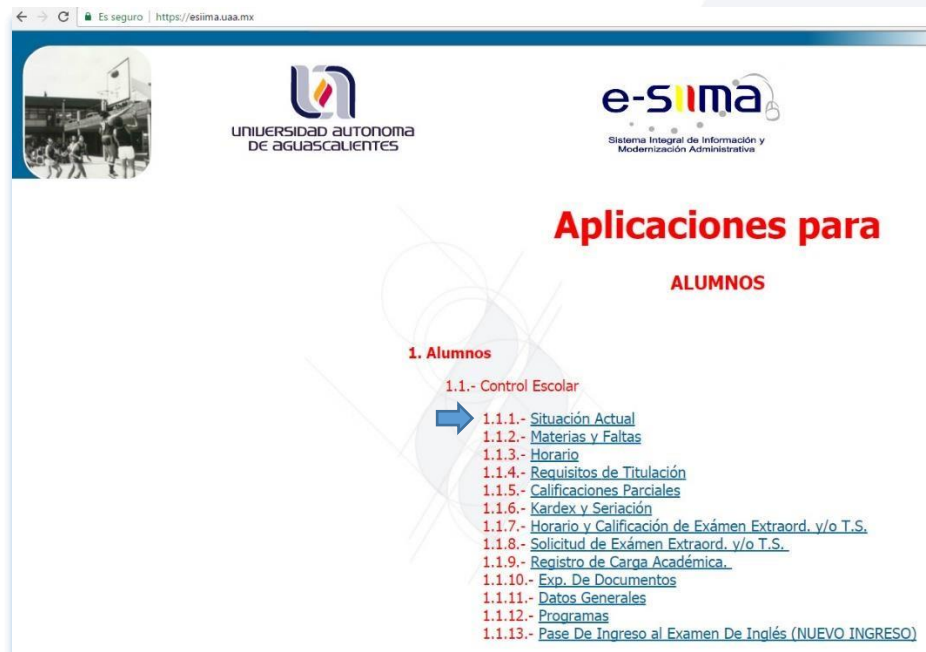 Es seguro | https://esiima.uaa.mx
UNIVERSIDAD AUTONOMA
DE AGUASCALIENTES
e-sIIma
Sistema Integral de Información y
Modernización Administrativa
Aplicaciones para
ALUMNOS
1. Alumnos
1.1.- Control Escolar
1.1.1.- Situación Actual
1.1.2.- Materias y Faltas
1.1.3.- Horario
1.1.4.- Requisitos de Titulación
1.1.5.- Calificaciones Parciales
1.1.6.- Kardex y Seriación
1.1.7.- Horario y Calificación de Exámen Extraord. y/o T.S.
1.1.8.- Solicitud de Exámen Extraord. y/o T.S.
1.1.9.- Registro de Carga Académica.
1.1.10.- Exp. De Documentos
1.1.11.- Datos Generales
1.1.12.- Programas
1.1.13.- Pase De Ingreso al Examen De Inglés (NUEVO INGRESO)